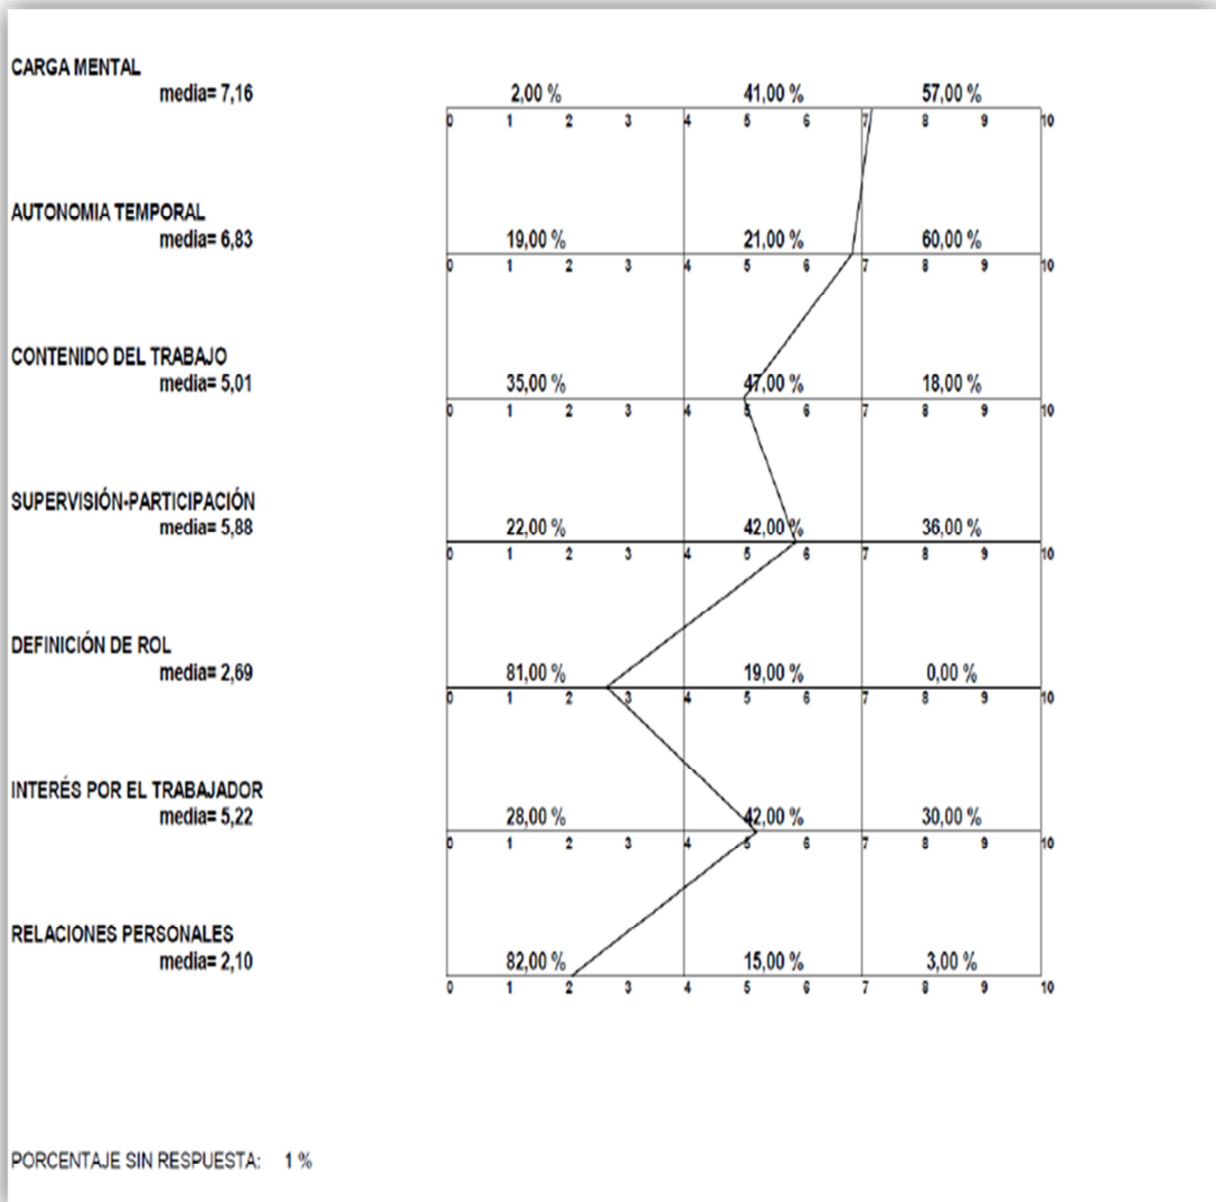 CARGA MENTAL
media= 7,16 2,00 % 41,00 % 57,00 %
0 1 2 3 4 5 6 7 8 9 10
AUTONOMIA TEMPORAL
media= 6,83 19,00 % 21,00 % 60,00 %
0 1 2 3 4 5 6 7 8 9 10
CONTENIDO DEL TRABAJO
media= 5,01 35,00 % 47,00 % 18,00 %
0 1 2 3 4 5 6 7 8 9 10
SUPERVISIÓN-PARTICIPACIÓN
media= 5,88 22,00 % 42,00 % 36,00 %
0 1 2 3 4 5 6 7 8 9 10
DEFINICIÓN DE ROL
media= 2,69 81,00 % 19,00 % 0,00 %
0 1 2 3 4 5 6 7 8 9 10
INTERÉS POR EL TRABAJADOR
media= 5,22 28,00 % 42,00 % 30,00 %
0 1 2 3 4 5 6 7 8 9 10
RELACIONES PERSONALES
media= 2,10 82,00 % 15,00 % 3,00 %
0 1 2 3 4 5 6 7 8 9 10
PORCENTAJE SIN RESPUESTA: 1 %